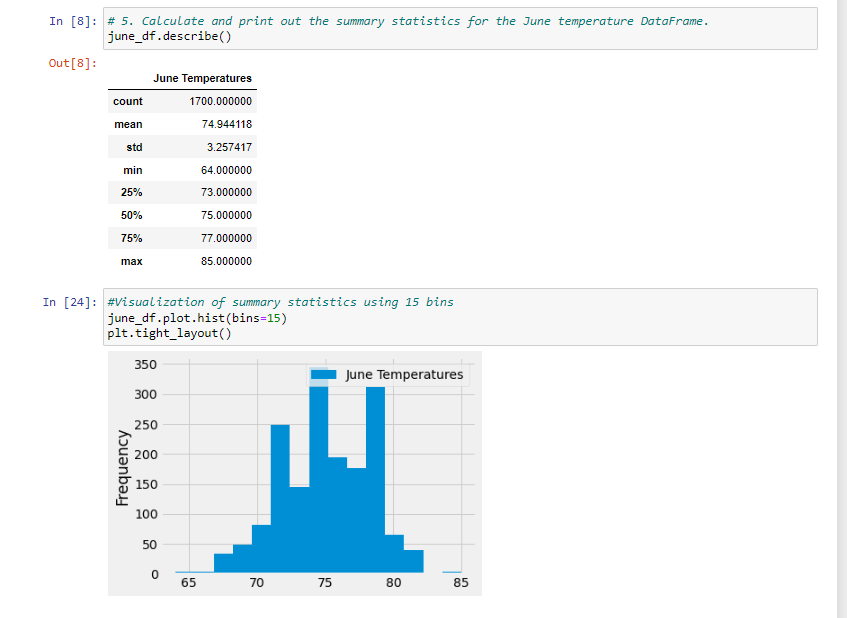 In [8]: # 5. Calculate and print out the summary statistics for the June temperature DataFrame.
june_df.describe()
Out[8]:
June Temperatures
count 1700.000000
mean 74.944118
std 3.257417
min 64.000000
25% 73.000000
50% 75.000000
75% 77.000000
max 85.000000
In [24]: #Visualization of summary statistics using 15 bins
june_df.plot.hist(bins=15)
plt.tight_layout()
June Temperatures
Frequency
350
300
250
200
150
100
50
0
65 70 75 80 85